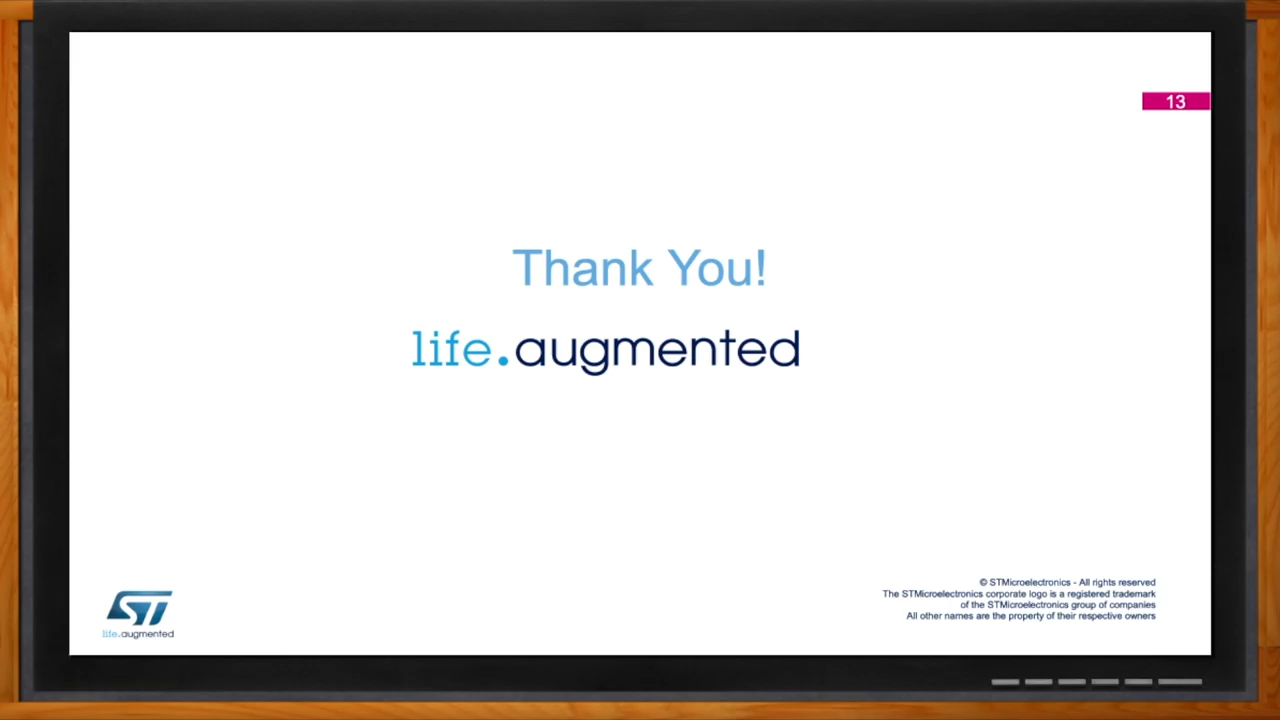 13
Thank You!
life.augmented
ST
life.augmented
© STMicroelectronics - All rights reserved
The STMicroelectronics corporate logo is a registered trademark
of the STMicroelectronics group of companies
All other names are the property of their respective owners